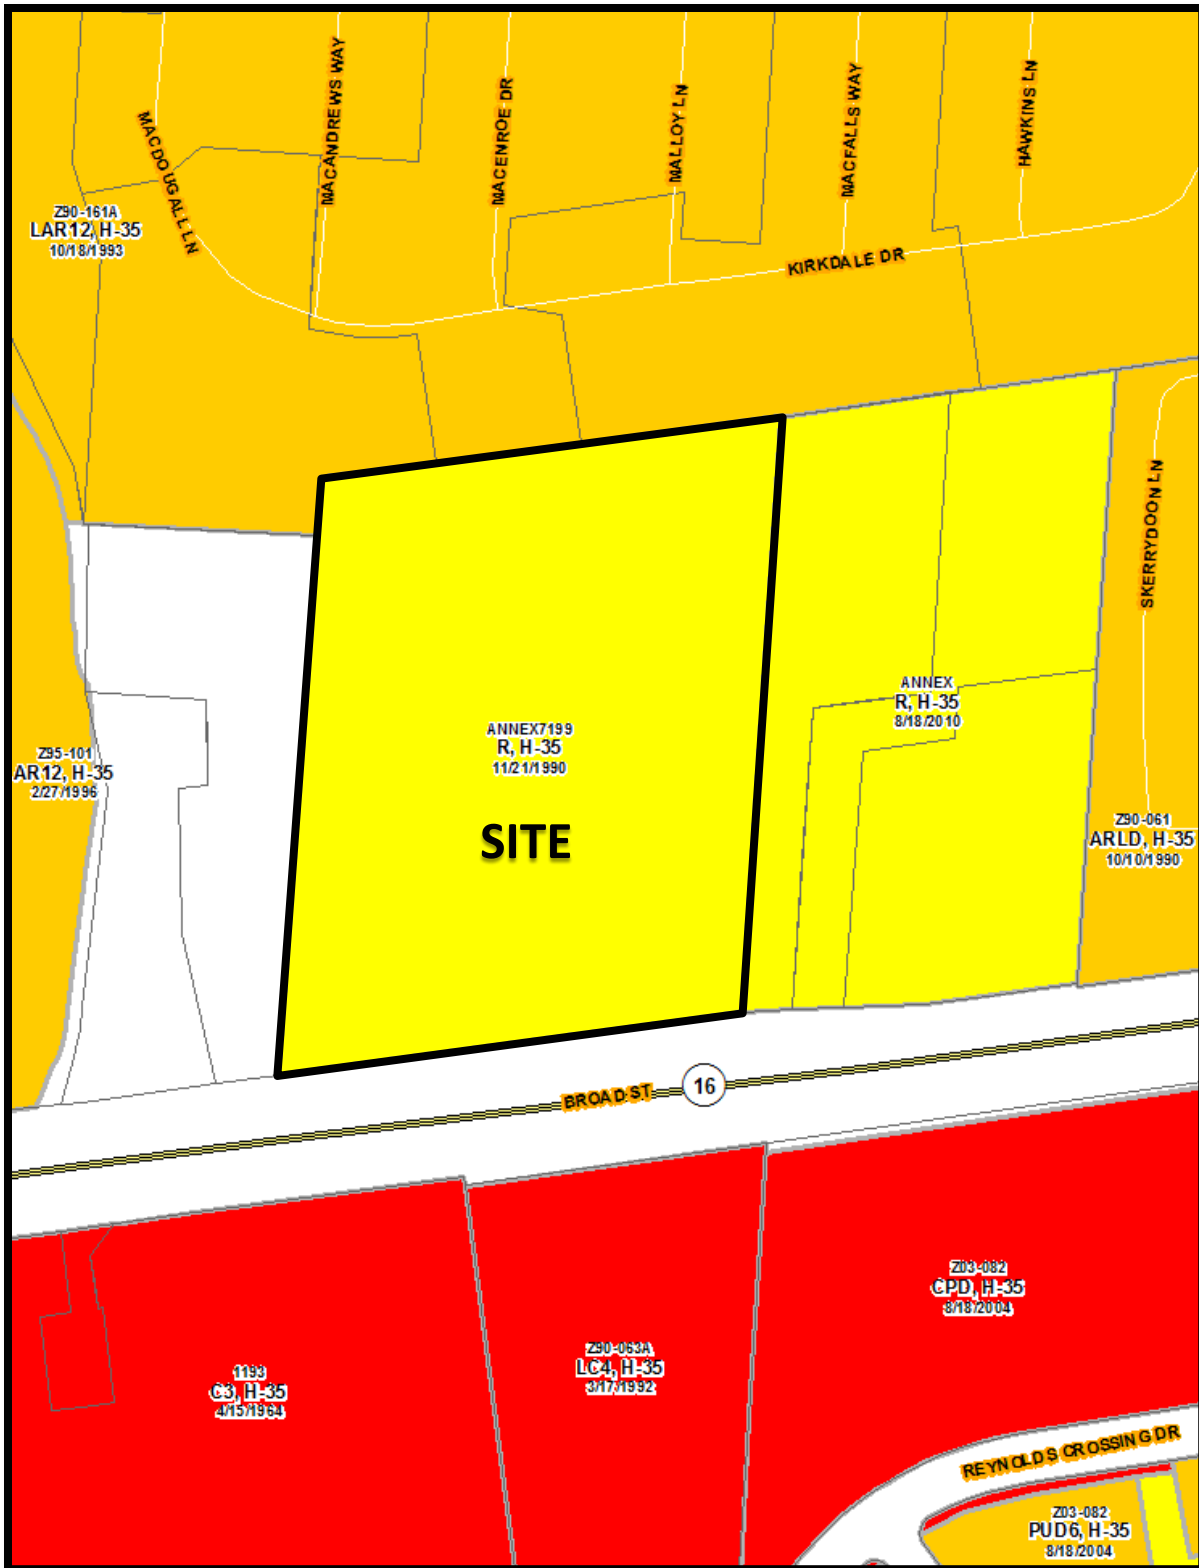 MACDOUGALL LN
MACANDREWS WAY
MACENROE DR
MALLOY LN
MACFALLS WAY
HAWKINS LN
Z90-161A
LAR12, H-35
10/18/1993
KIRKDALE DR
SKERRYDOON LN
ANNEX7199
R, H-35
11/21/1990
SITE
ANNEX
R, H-35
8/18/2010
Z95-101
AR12, H-35
2/27/1996
Z90-061
ARLD, H-35
10/10/1990
BROAD ST
16
Z03-082
CPD, H-35
8/18/2004
Z90-063A
LC4, H-35
3/17/1992
1193
C3, H-35
4/15/1964
REYNOLDS CROSSING DR
Z03-082
PUD6, H-35
8/18/2004